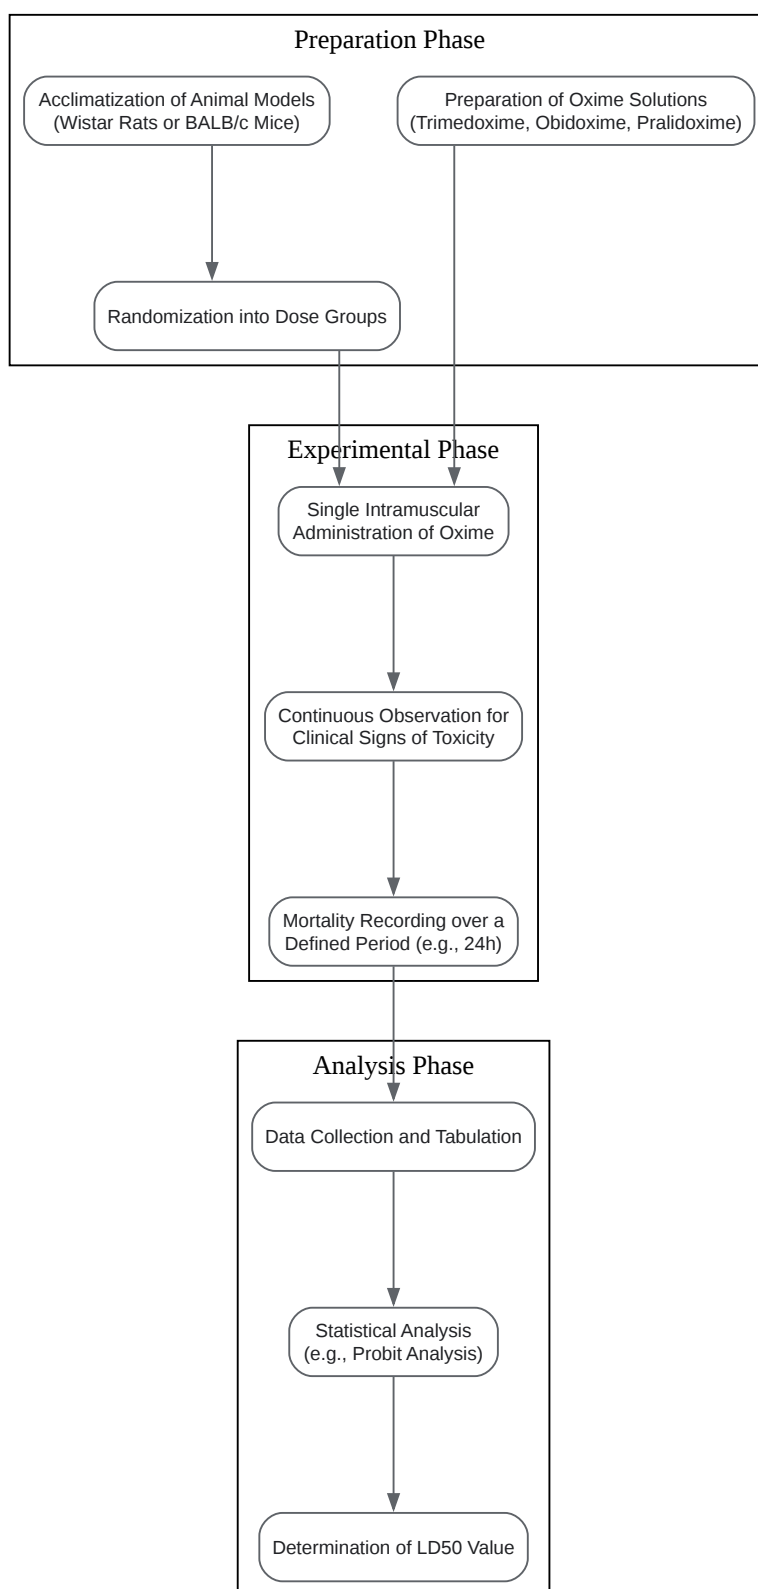 Preparation Phase
Acclimatization of Animal Models
(Wistar Rats or BALB/c Mice)
Preparation of Oxime Solutions
(Trimedoxime, Obidoxime, Pralidoxime)
Randomization into Dose Groups
Experimental Phase
Single Intramuscular
Administration of Oxime
Continuous Observation for
Clinical Signs of Toxicity
Mortality Recording over a
Defined Period (e.g., 24h)
Analysis Phase
Data Collection and Tabulation
Statistical Analysis
(e.g., Probit Analysis)
Determination of LD50 Value